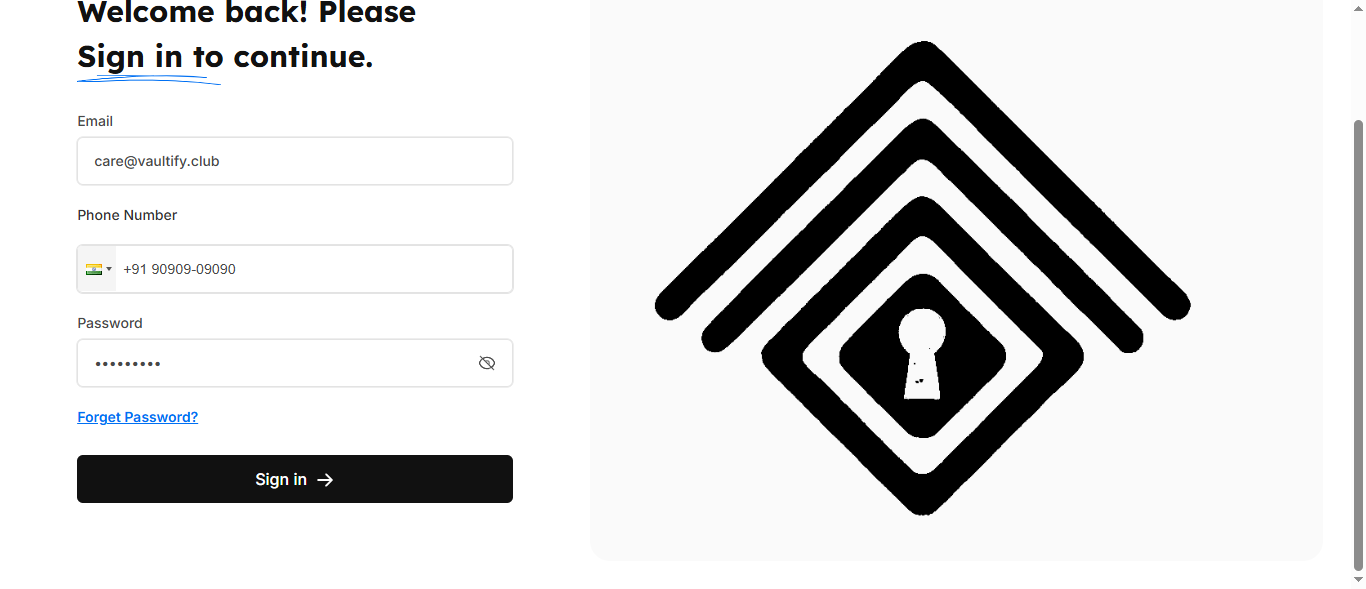 Welcome back! Please
Sign in to continue.
Email
care@vaultify.club
Phone Number
+91 90909-09090
Password
•••••••••
Forget Password?
Sign in →